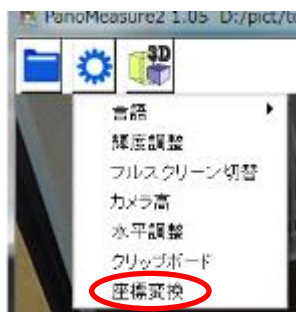 PanoMeasure2 1.05 D:/pict/t
3D
言語
輝度調整
フルスクリーン切替
カメラ高
水平調整
クリップボード
座標変換